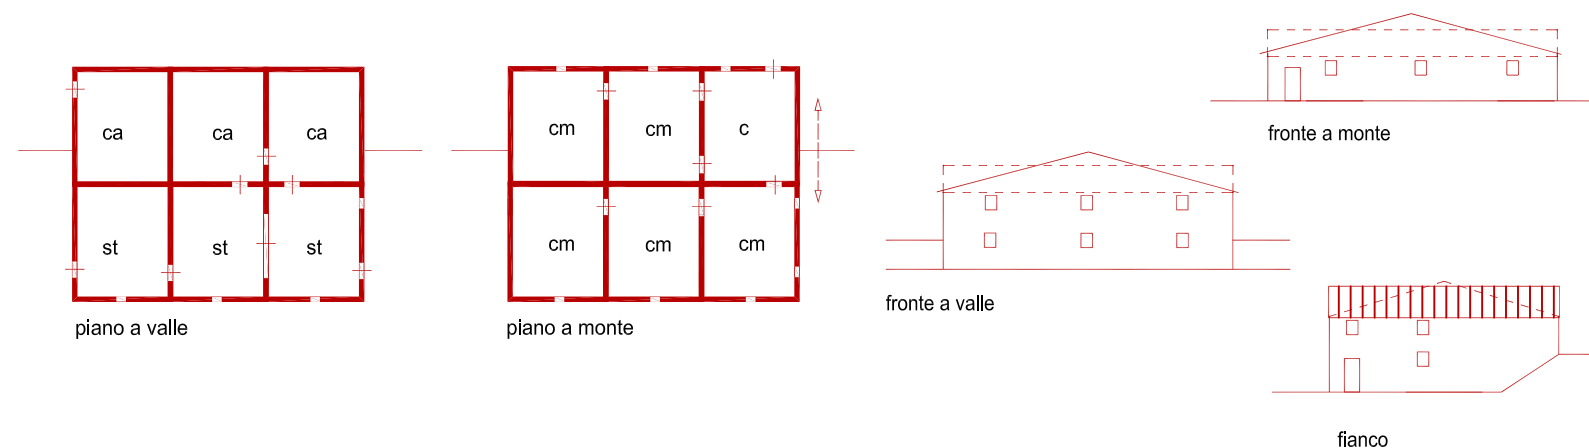 ca ca ca
st st st
piano a valle
cm cm c
cm cm cm
piano a monte
fronte a monte
fronte a valle
fianco